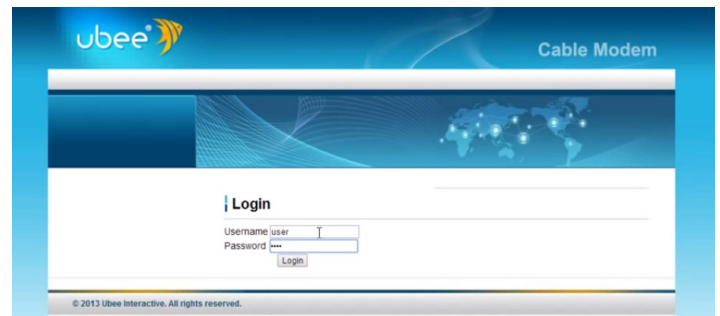 ubee
Cable Modem
Login
Username user
Password ••••
Login
© 2013 Ubee Interactive. All rights reserved.